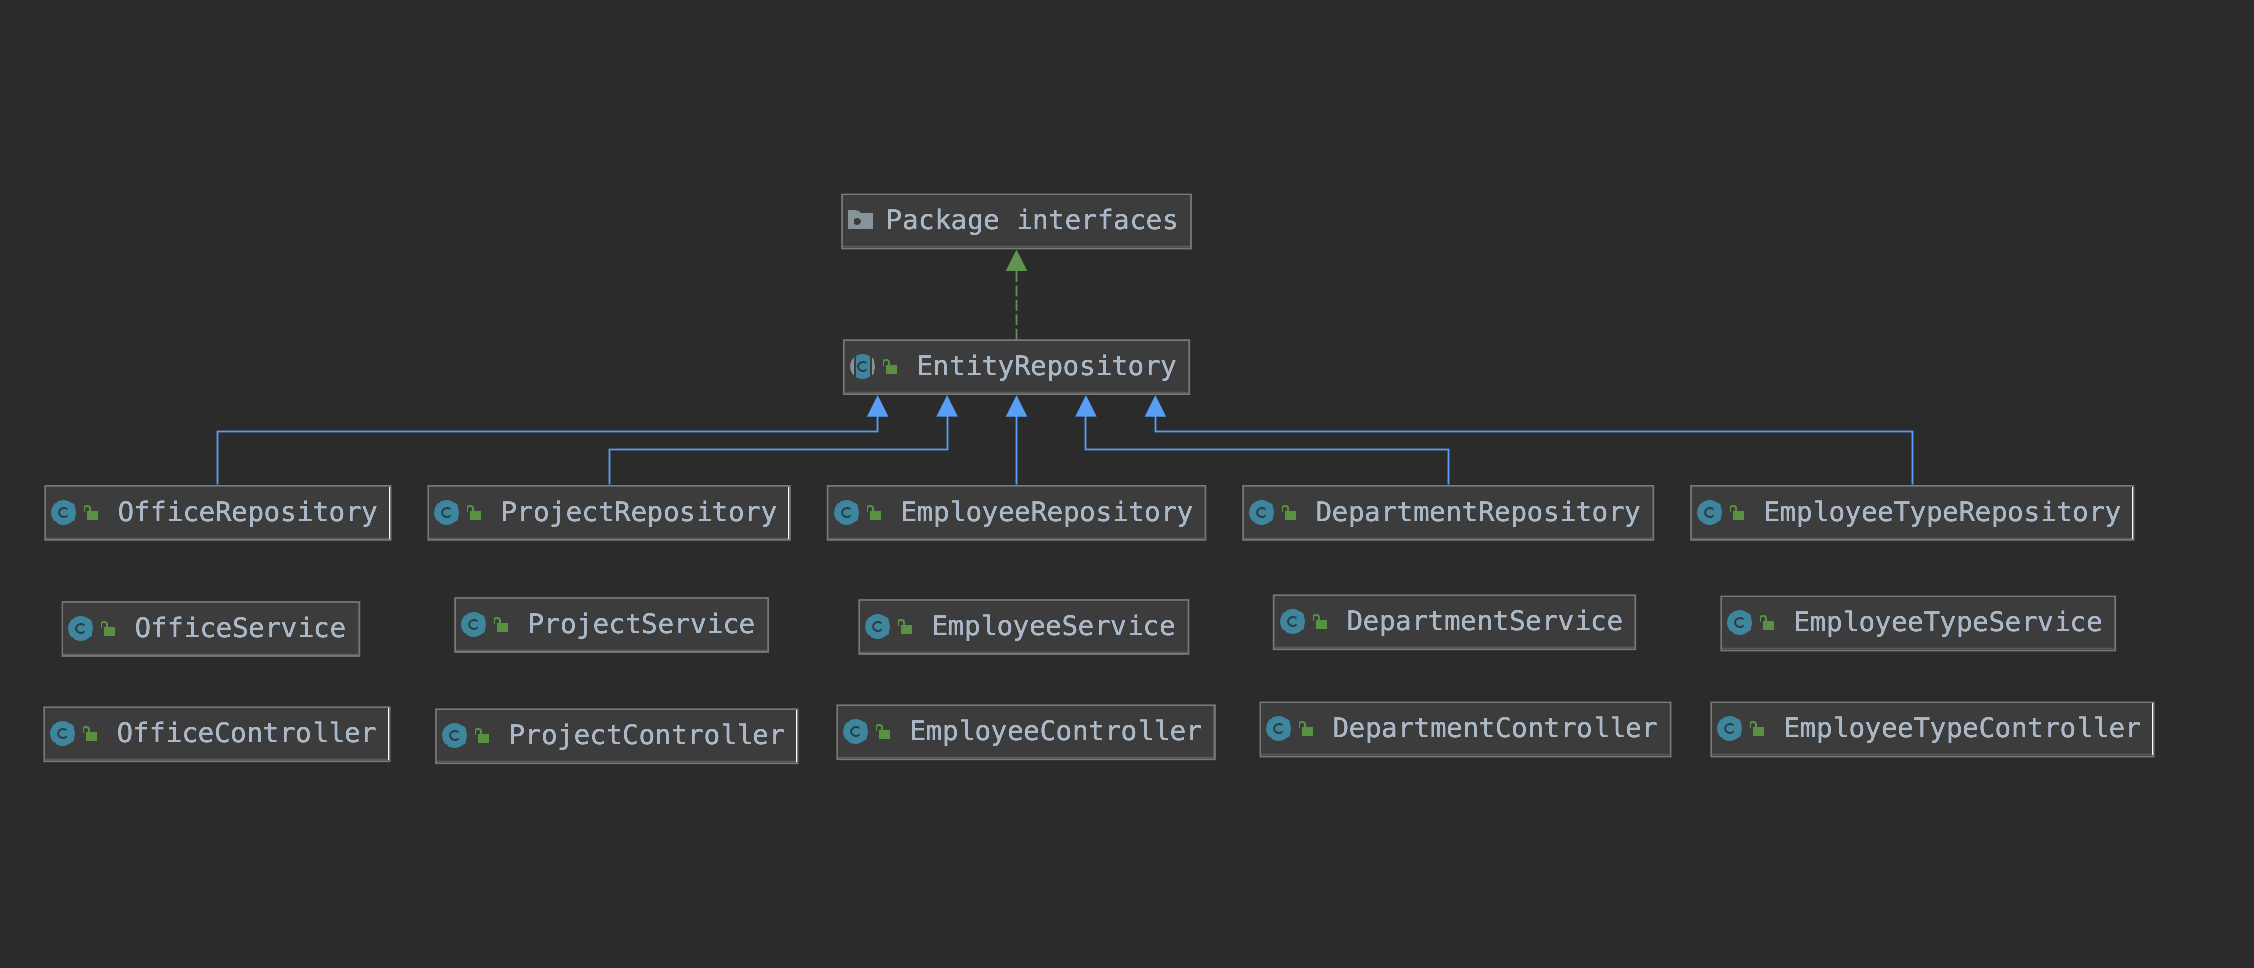 Package interfaces
EntityRepository
OfficeRepository
ProjectRepository
EmployeeRepository
DepartmentRepository
EmployeeTypeRepository
OfficeService
ProjectService
EmployeeService
DepartmentService
EmployeeTypeService
OfficeController
ProjectController
EmployeeController
DepartmentController
EmployeeTypeController